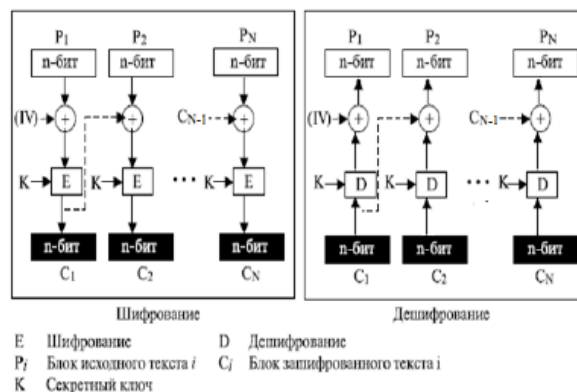 P1 P2 PN
n-бит n-бит n-бит
(IV) + + CN-1 +
K E K E ... K E
n-бит n-бит n-бит
C1 C2 CN
P1 P2 PN
n-бит n-бит n-бит
(IV) + + CN-1 +
K D K D ... K D
n-бит n-бит n-бит
C1 C2 CN
Шифрование
Дешифрование
E Шифрование D Дешифрование
Pi Блок исходного текста i Ci Блок зашифрованного текста i
K Секретный ключ